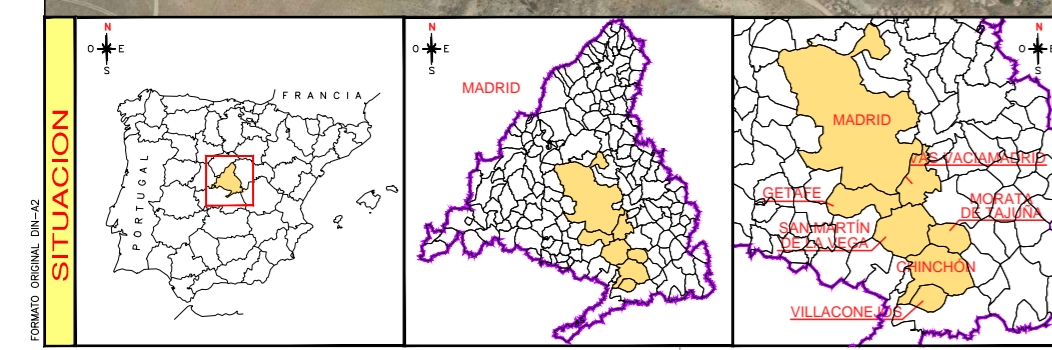 FORMATO ORIGINAL DIN-A2
SITUACION
N
O E
S
FRANCIA
PORTUGAL
N
O E
S
MADRID
N
O E
S
MADRID
VAS VACIAMADRID
GETAFE
MORATA
DE TAJUÑA
SAN MARTÍN
DE LA VEGA
CHINCHÓN
VILLACONEJOS